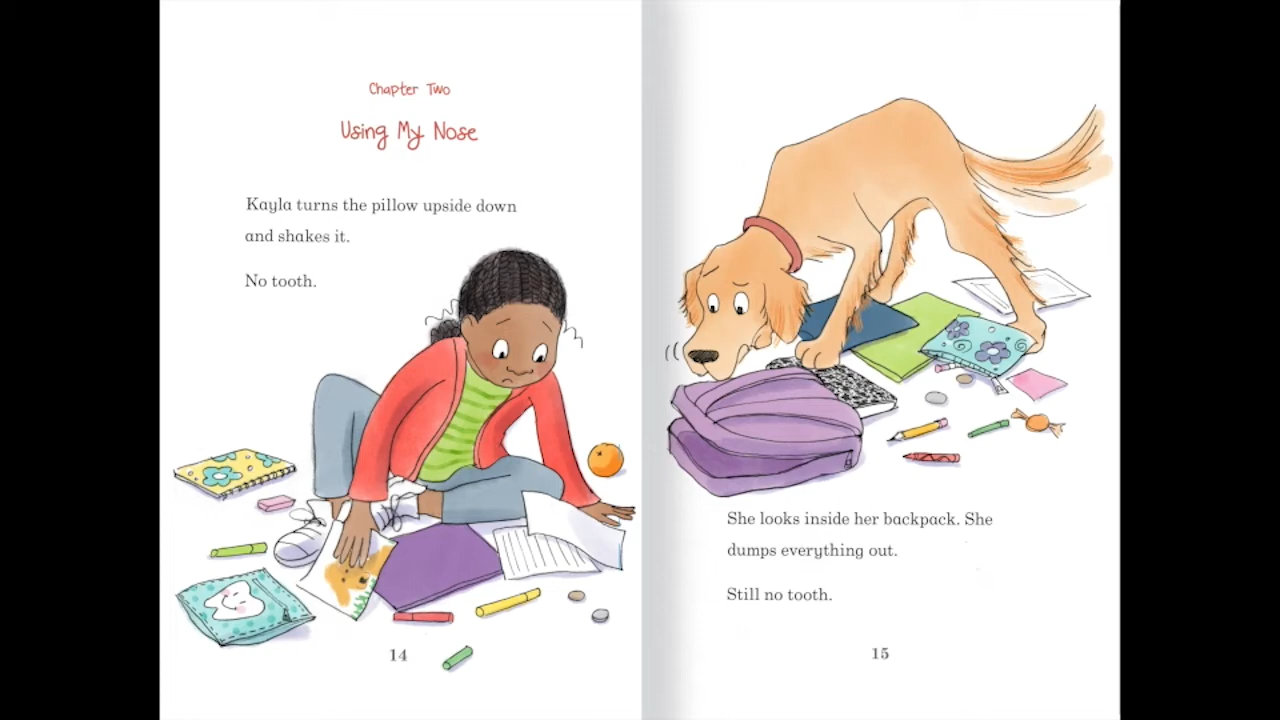 Chapter Two
Using My Nose
Kayla turns the pillow upside down
and shakes it.
No tooth.
14
She looks inside her backpack. She
dumps everything out.
Still no tooth.
15